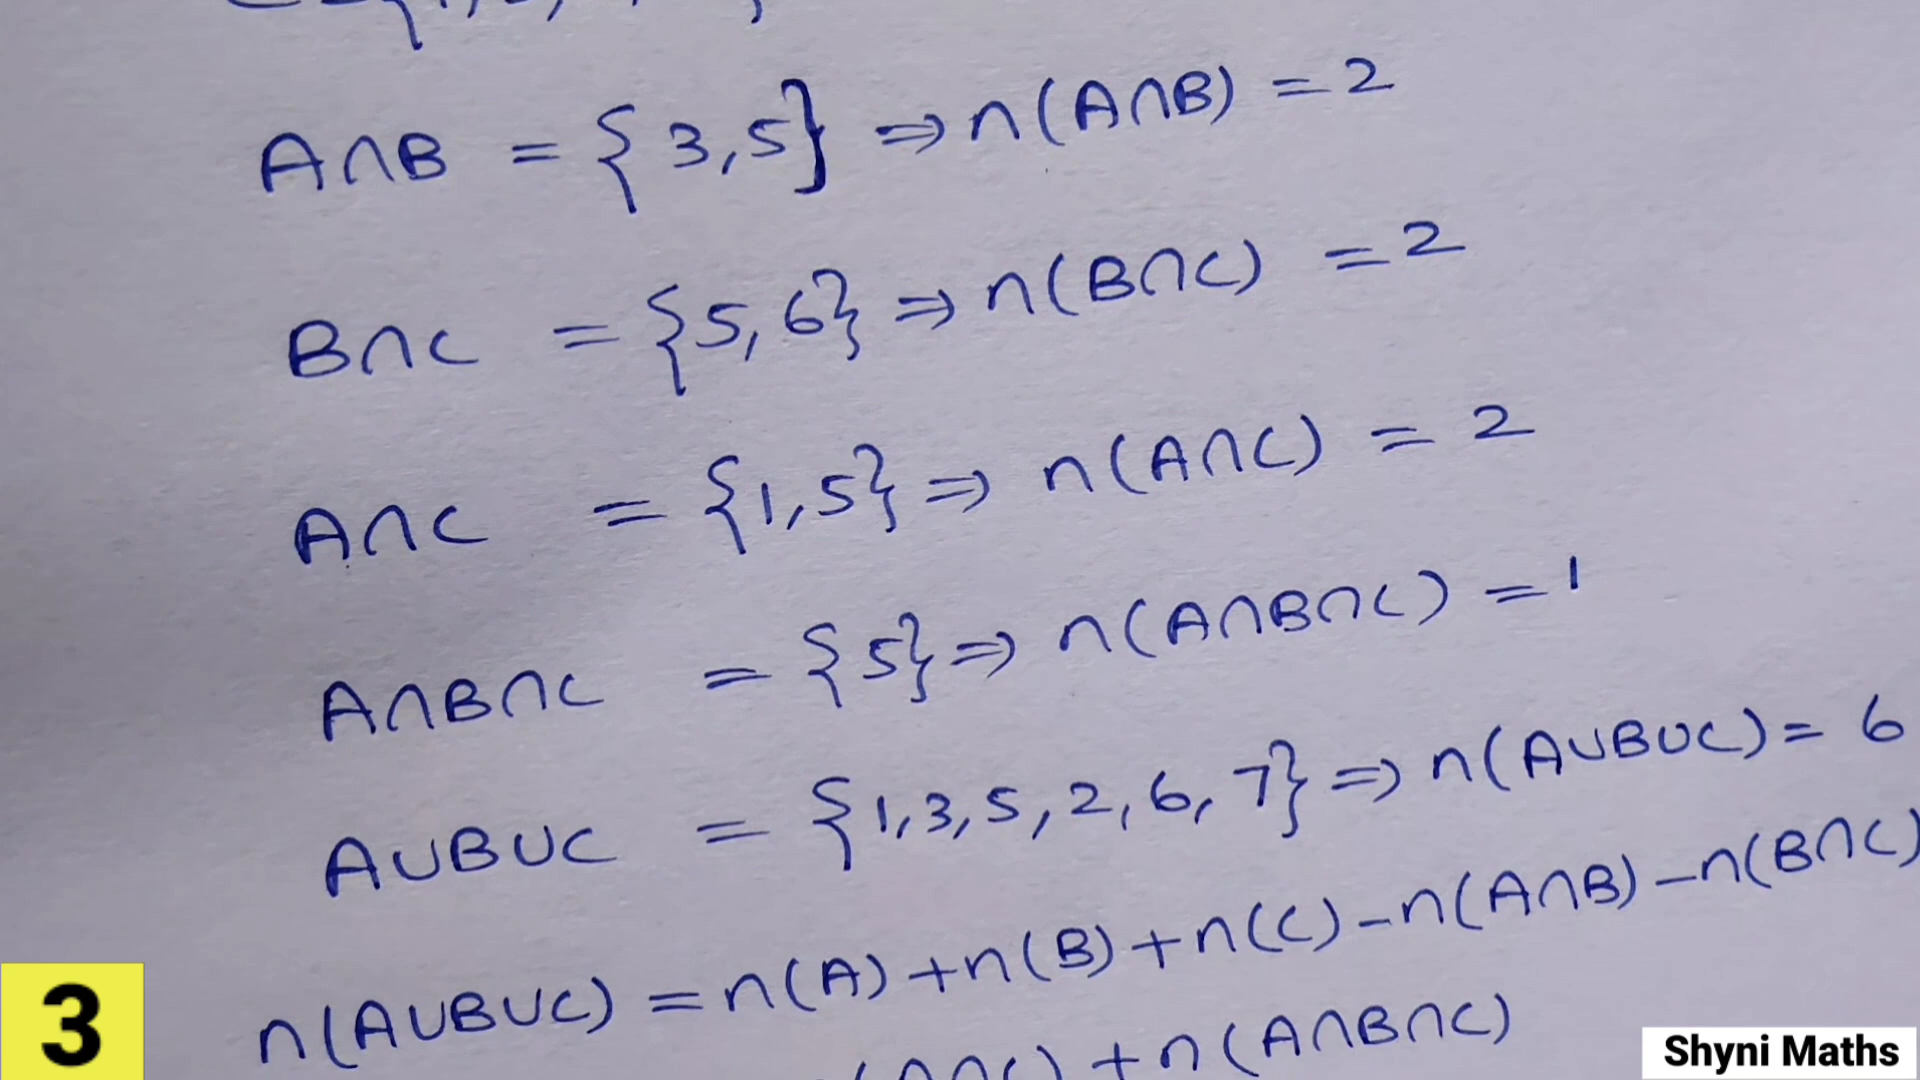 A∩B = {3,5} ⇒ n(A∩B) = 2
B∩C = {5,6} ⇒ n(B∩C) = 2
A∩C = {1,5} ⇒ n(A∩C) = 2
A∩B∩C = {5} ⇒ n(A∩B∩C) = 1
A∪B∪C = {1,3,5,2,6,7} ⇒ n(A∪B∪C) = 6
n(A∪B∪C) = n(A)+n(B)+n(C)-n(A∩B)-n(B∩C)
+n(A∩B∩C)
3
Shyni Maths